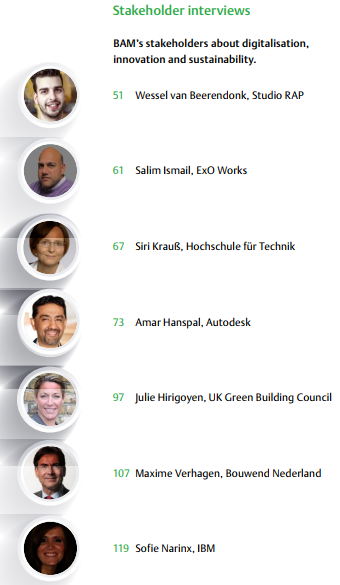 Stakeholder interviews
BAM's stakeholders about digitalisation,
innovation and sustainability.
51 Wessel van Beerendonk, Studio RAP
61 Salim Ismail, ExO Works
67 Siri Krauß, Hochschule für Technik
73 Amar Hanspal, Autodesk
97 Julie Hirigoyen, UK Green Building Council
107 Maxime Verhagen, Bouwend Nederland
119 Sofie Narinx, IBM